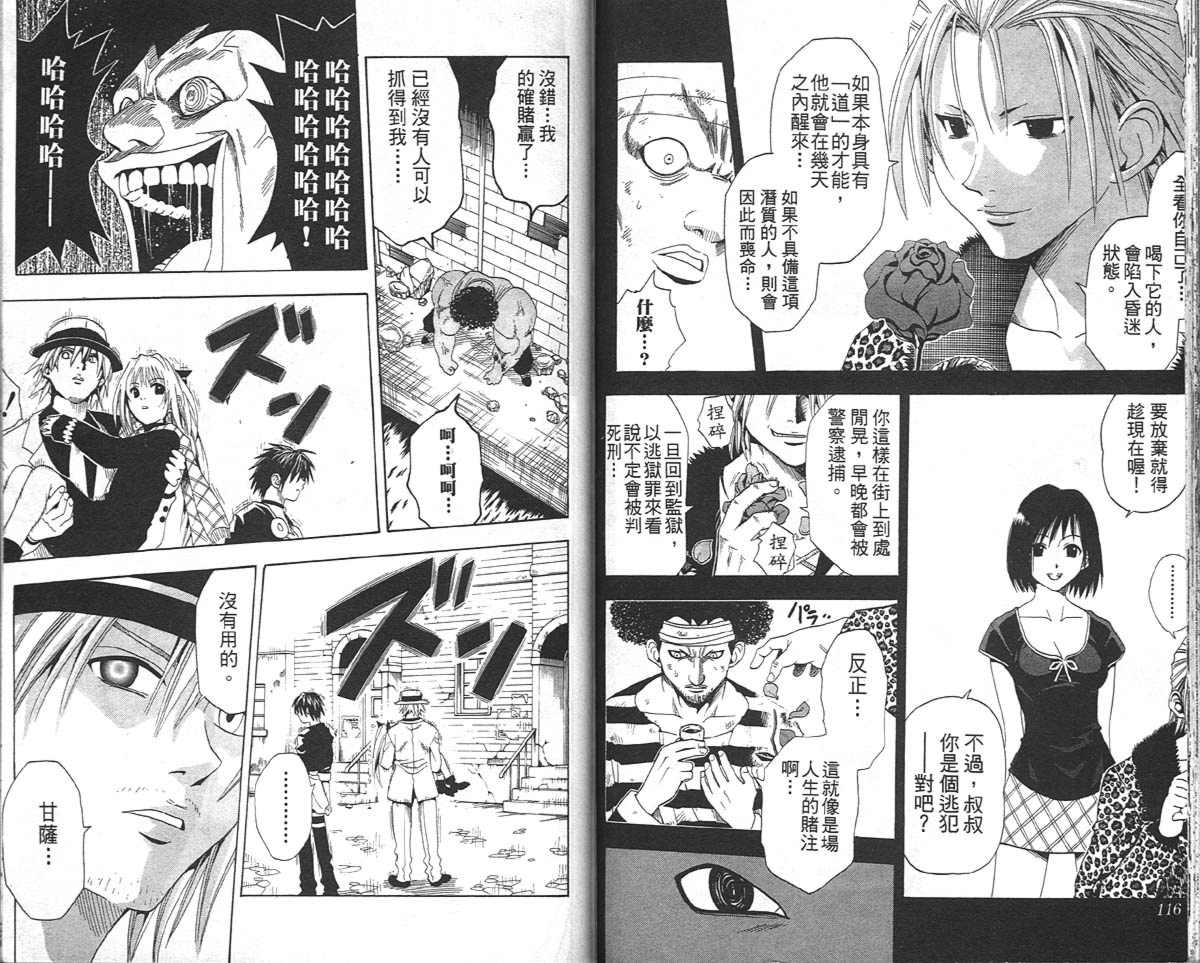 全看你自己了…
喝下它的人，
會陷入昏迷
狀態。
如果本身具有
「道」的才能，
他就會在幾天
之內醒來…
如果不具備這項
潛質的人，則會
因此而喪命…
什麼…？
要放棄就得
趁現在喔！
…………
不過，叔叔
你是個逃犯
──對吧？
你這樣在街上到處
閒晃，早晚都會被
警察逮捕。
捏碎
捏碎
一旦回到監獄，
以逃獄罪來看
說不定會被判
死刑…
パラ
反正…
這就像是場
人生的賭注
啊…
116
沒錯…我
的確賭贏了…
已經沒有人可以
抓得到我……
呵…呵呵…
哈哈哈哈哈哈哈
哈哈哈哈哈哈！
哈哈哈哈──
ズン
！
ズン
…………
沒有用的。
甘薩…